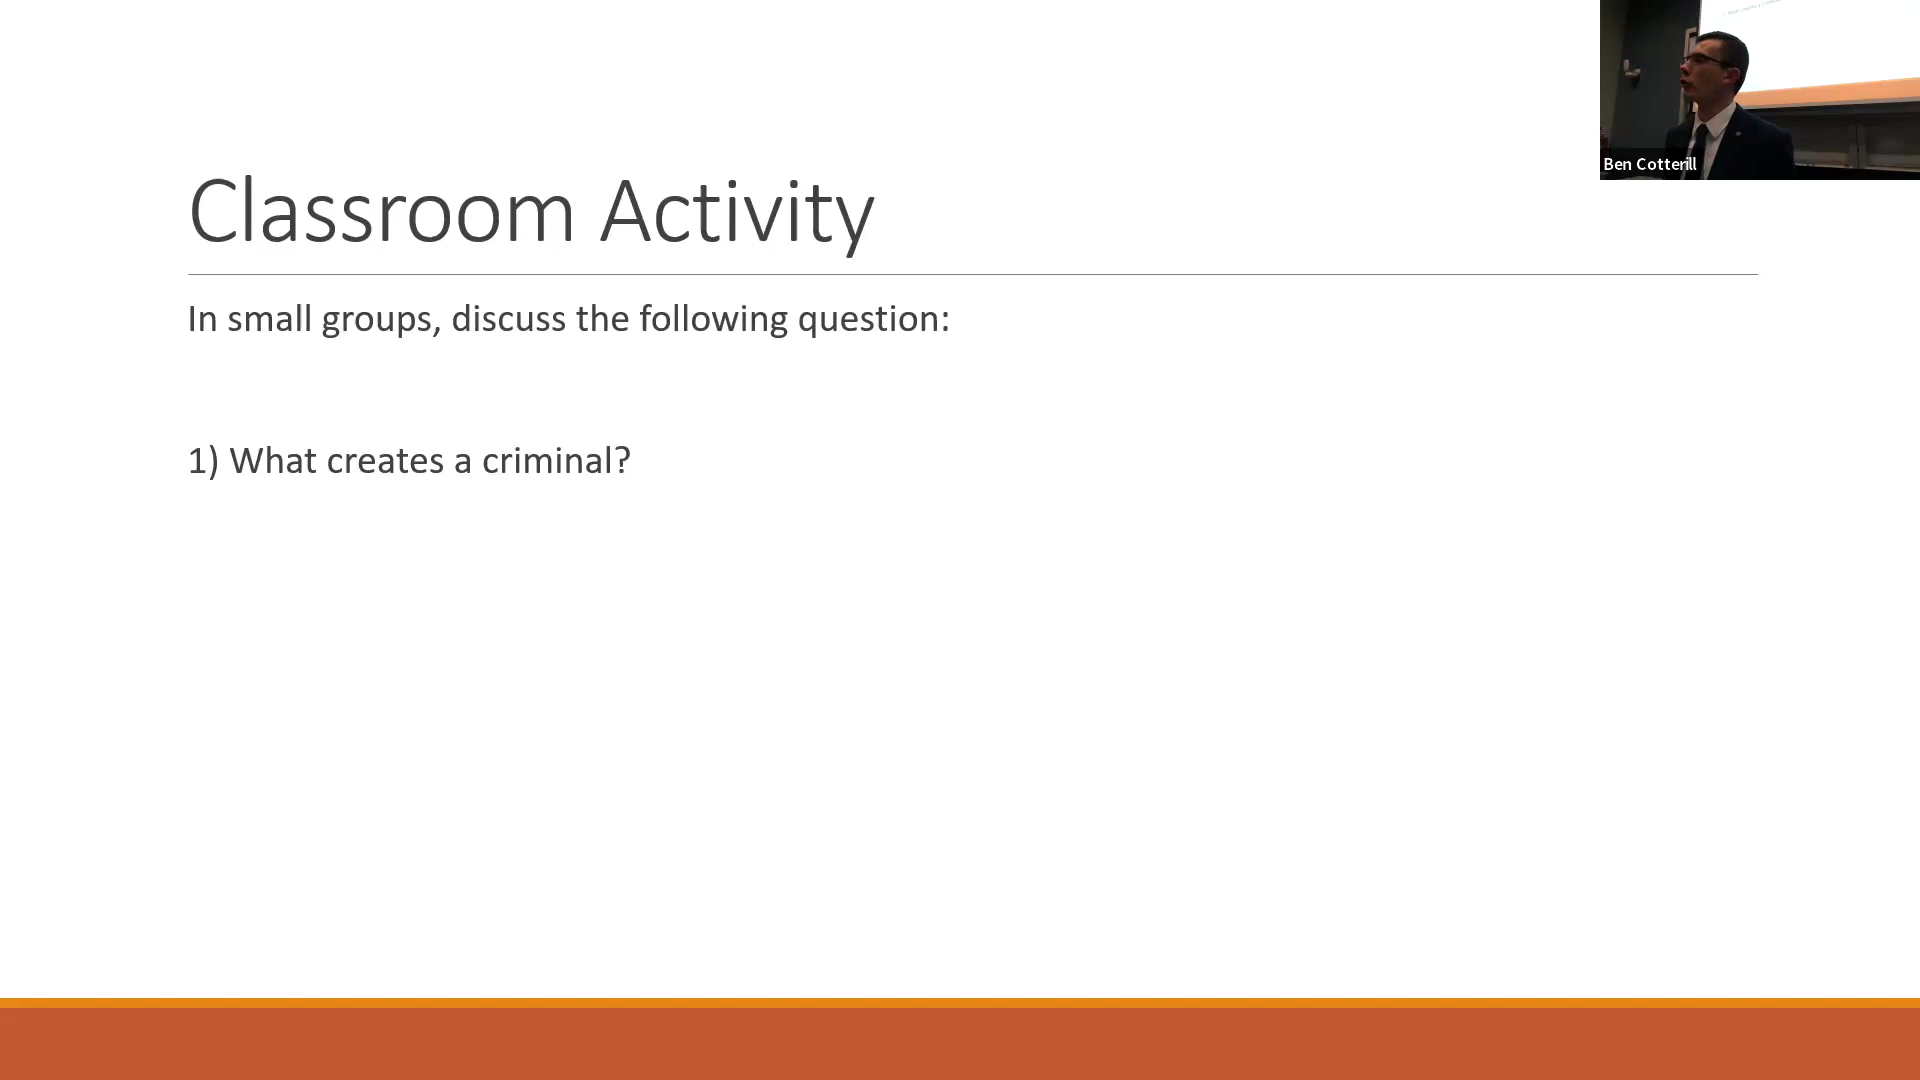 Classroom Activity
In small groups, discuss the following question:
1) What creates a criminal?
Ben Cotterill